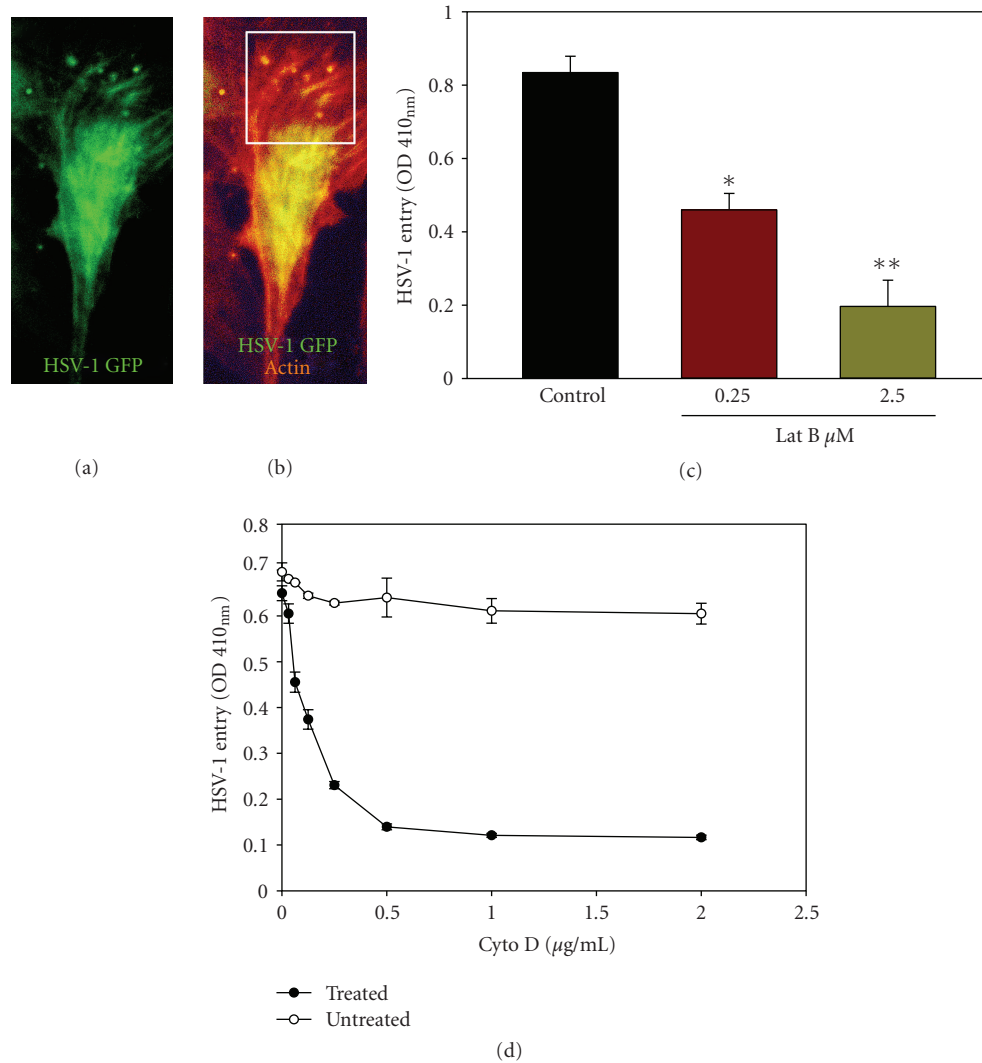 HSV-1 GFP
(a)
HSV-1 GFP
Actin
(b)
HSV-1 entry (OD 410nm)
1
0.8
0.6
0.4
0.2
0
*
**
Control
0.25
2.5
Lat B μM
(c)
HSV-1 entry (OD 410nm)
0.8
0.7
0.6
0.5
0.4
0.3
0.2
0.1
0
0
0.5
1
1.5
2
2.5
Cyto D (μg/mL)
Treated
Untreated
(d)